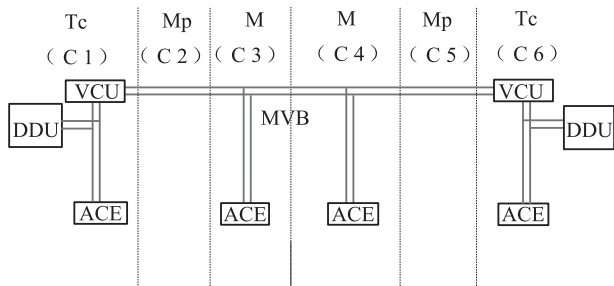 Tc Mp M M Mp Tc
( C 1 ) ( C 2 ) ( C 3 ) ( C 4 ) ( C 5 ) ( C 6 )
VCU VCU
DDU MVB DDU
ACE ACE ACE ACE